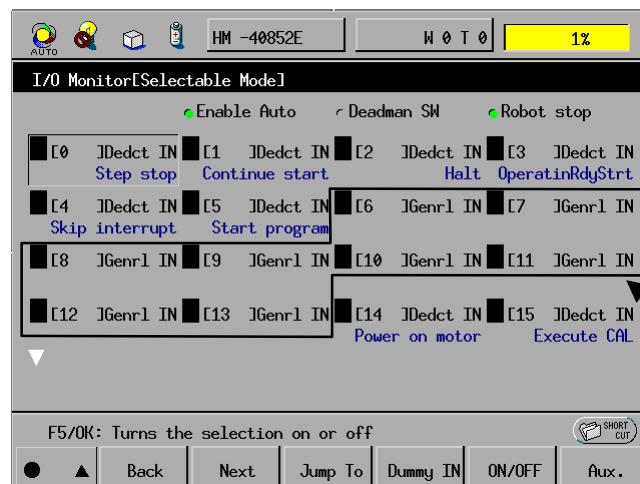 AUTO HM -40852E W 0 T 0 1%
I/O Monitor[Selectable Mode]
Enable Auto Deadman SW Robot stop
[0 ]Dedct IN [1 ]Dedct IN [2 ]Dedct IN [3 ]Dedct IN
Step stop Continue start Halt OperatinRdyStrt
[4 ]Dedct IN [5 ]Dedct IN [6 ]Genrl IN [7 ]Genrl IN
Skip interrupt Start program
[8 ]Genrl IN [9 ]Genrl IN [10 ]Genrl IN [11 ]Genrl IN
[12 ]Genrl IN [13 ]Genrl IN [14 ]Dedct IN [15 ]Dedct IN
Power on motor Execute CAL
F5/OK: Turns the selection on or off SHORT CUT
Back Next Jump To Dummy IN ON/OFF Aux.